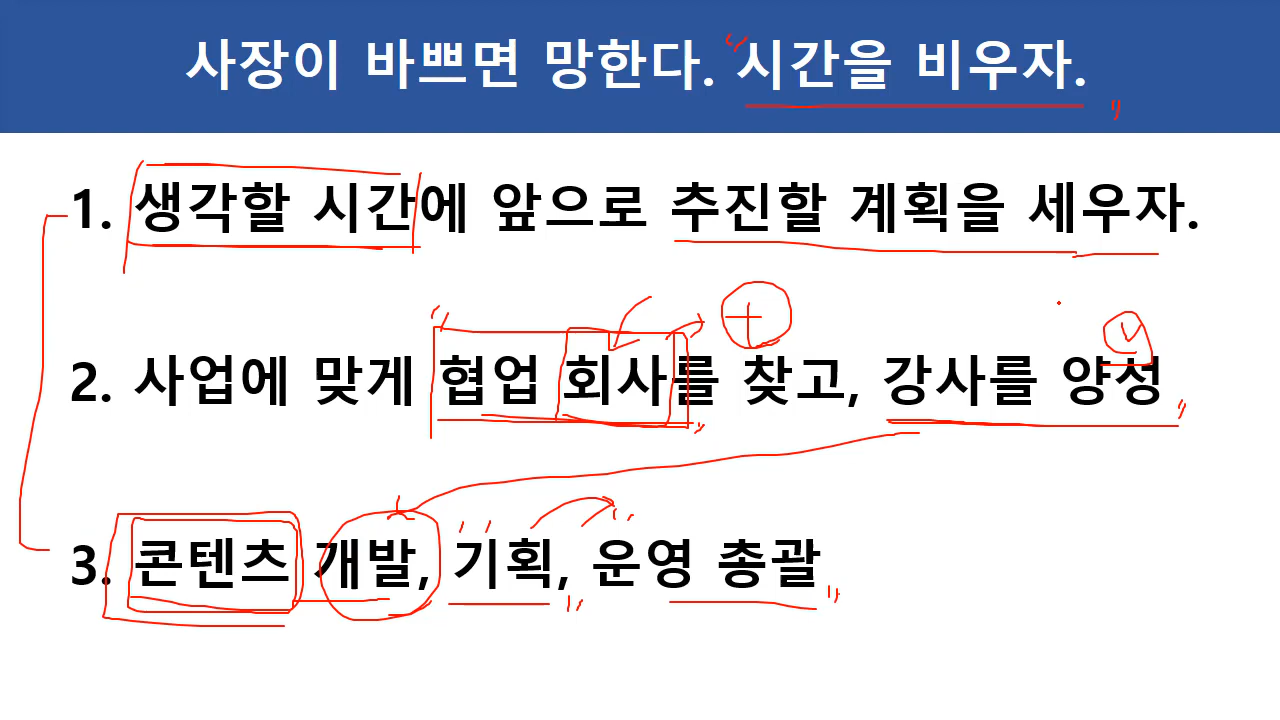 사장이 바쁘면 망한다. "시간을 비우자."
1. 생각할 시간에 앞으로 추진할 계획을 세우자.
2. 사업에 맞게 협업 회사를 찾고, 강사를 양성
3. 콘텐츠 개발, 기획, 운영 총괄